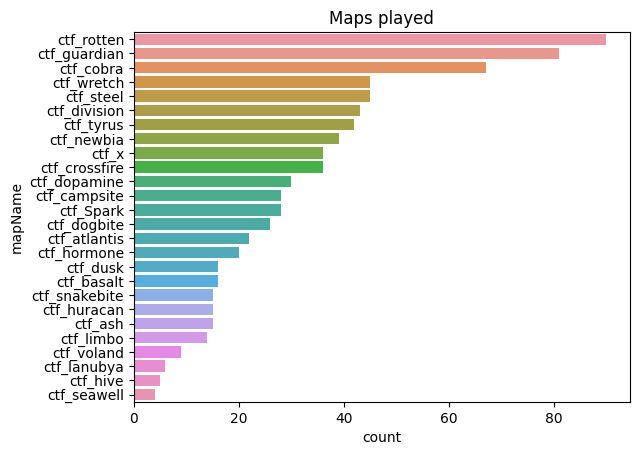 Maps played
mapName
ctf_rotten
ctf_guardian
ctf_cobra
ctf_wretch
ctf_steel
ctf_division
ctf_tyrus
ctf_newbia
ctf_x
ctf_crossfire
ctf_dopamine
ctf_campsite
ctf_Spark
ctf_dogbite
ctf_atlantis
ctf_hormone
ctf_dusk
ctf_basalt
ctf_snakebite
ctf_huracan
ctf_ash
ctf_limbo
ctf_voland
ctf_lanubya
ctf_hive
ctf_seawell
0 20 40 60 80
count